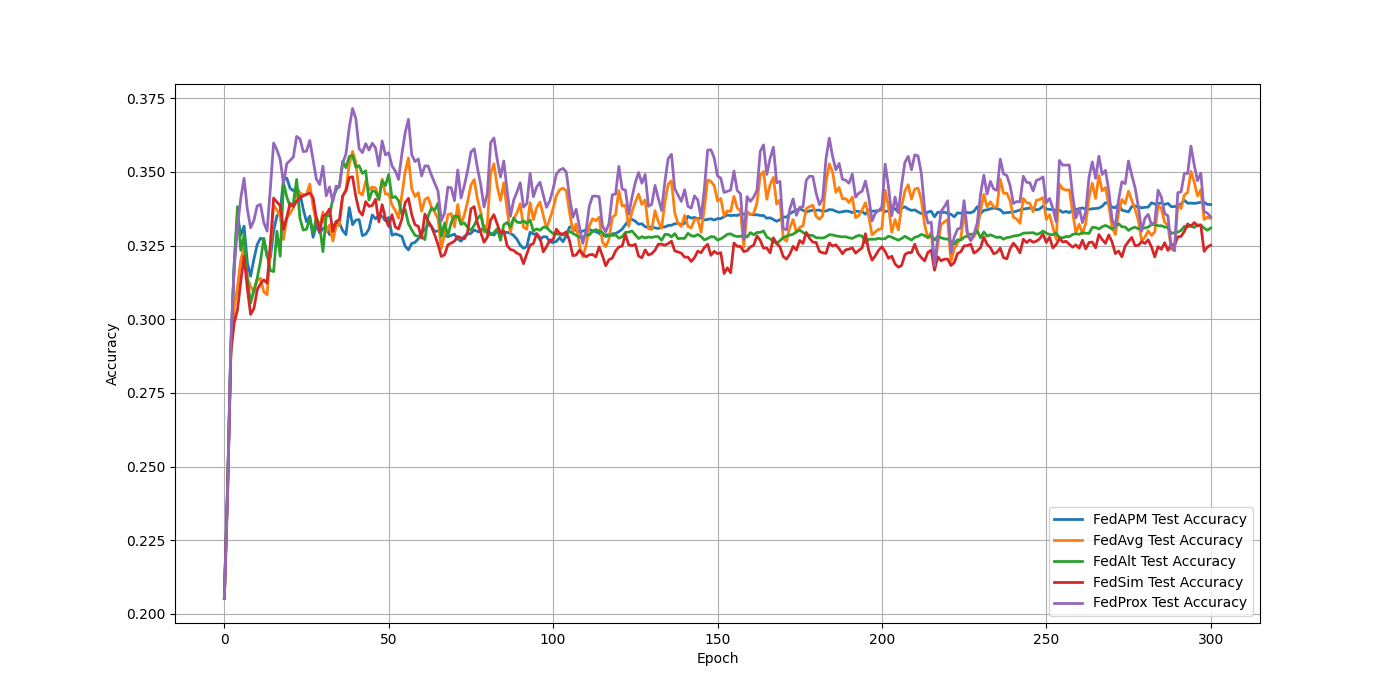 0.375
0.350
0.325
0.300
0.275
0.250
0.225
0.200
Accuracy
0 50 100 150 200 250 300
Epoch
FedAPM Test Accuracy
FedAvg Test Accuracy
FedAlt Test Accuracy
FedSim Test Accuracy
FedProx Test Accuracy